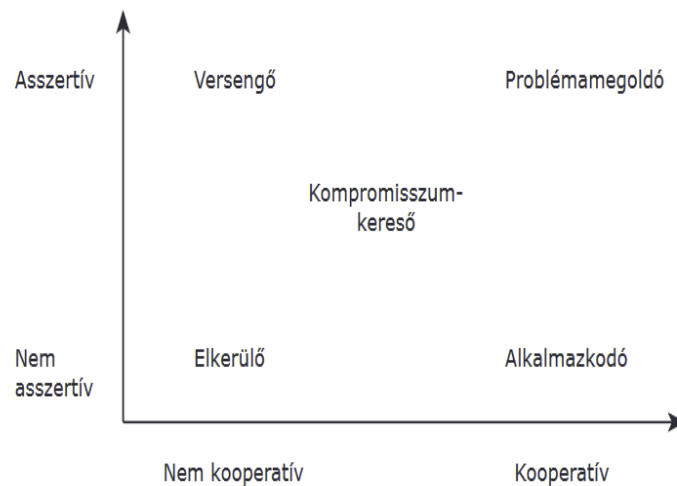 Asszertív
Versengő
Problémamegoldó
Kompromisszum-
kereső
Nem
asszertív
Elkerülő
Alkalmazkodó
Nem kooperatív
Kooperatív